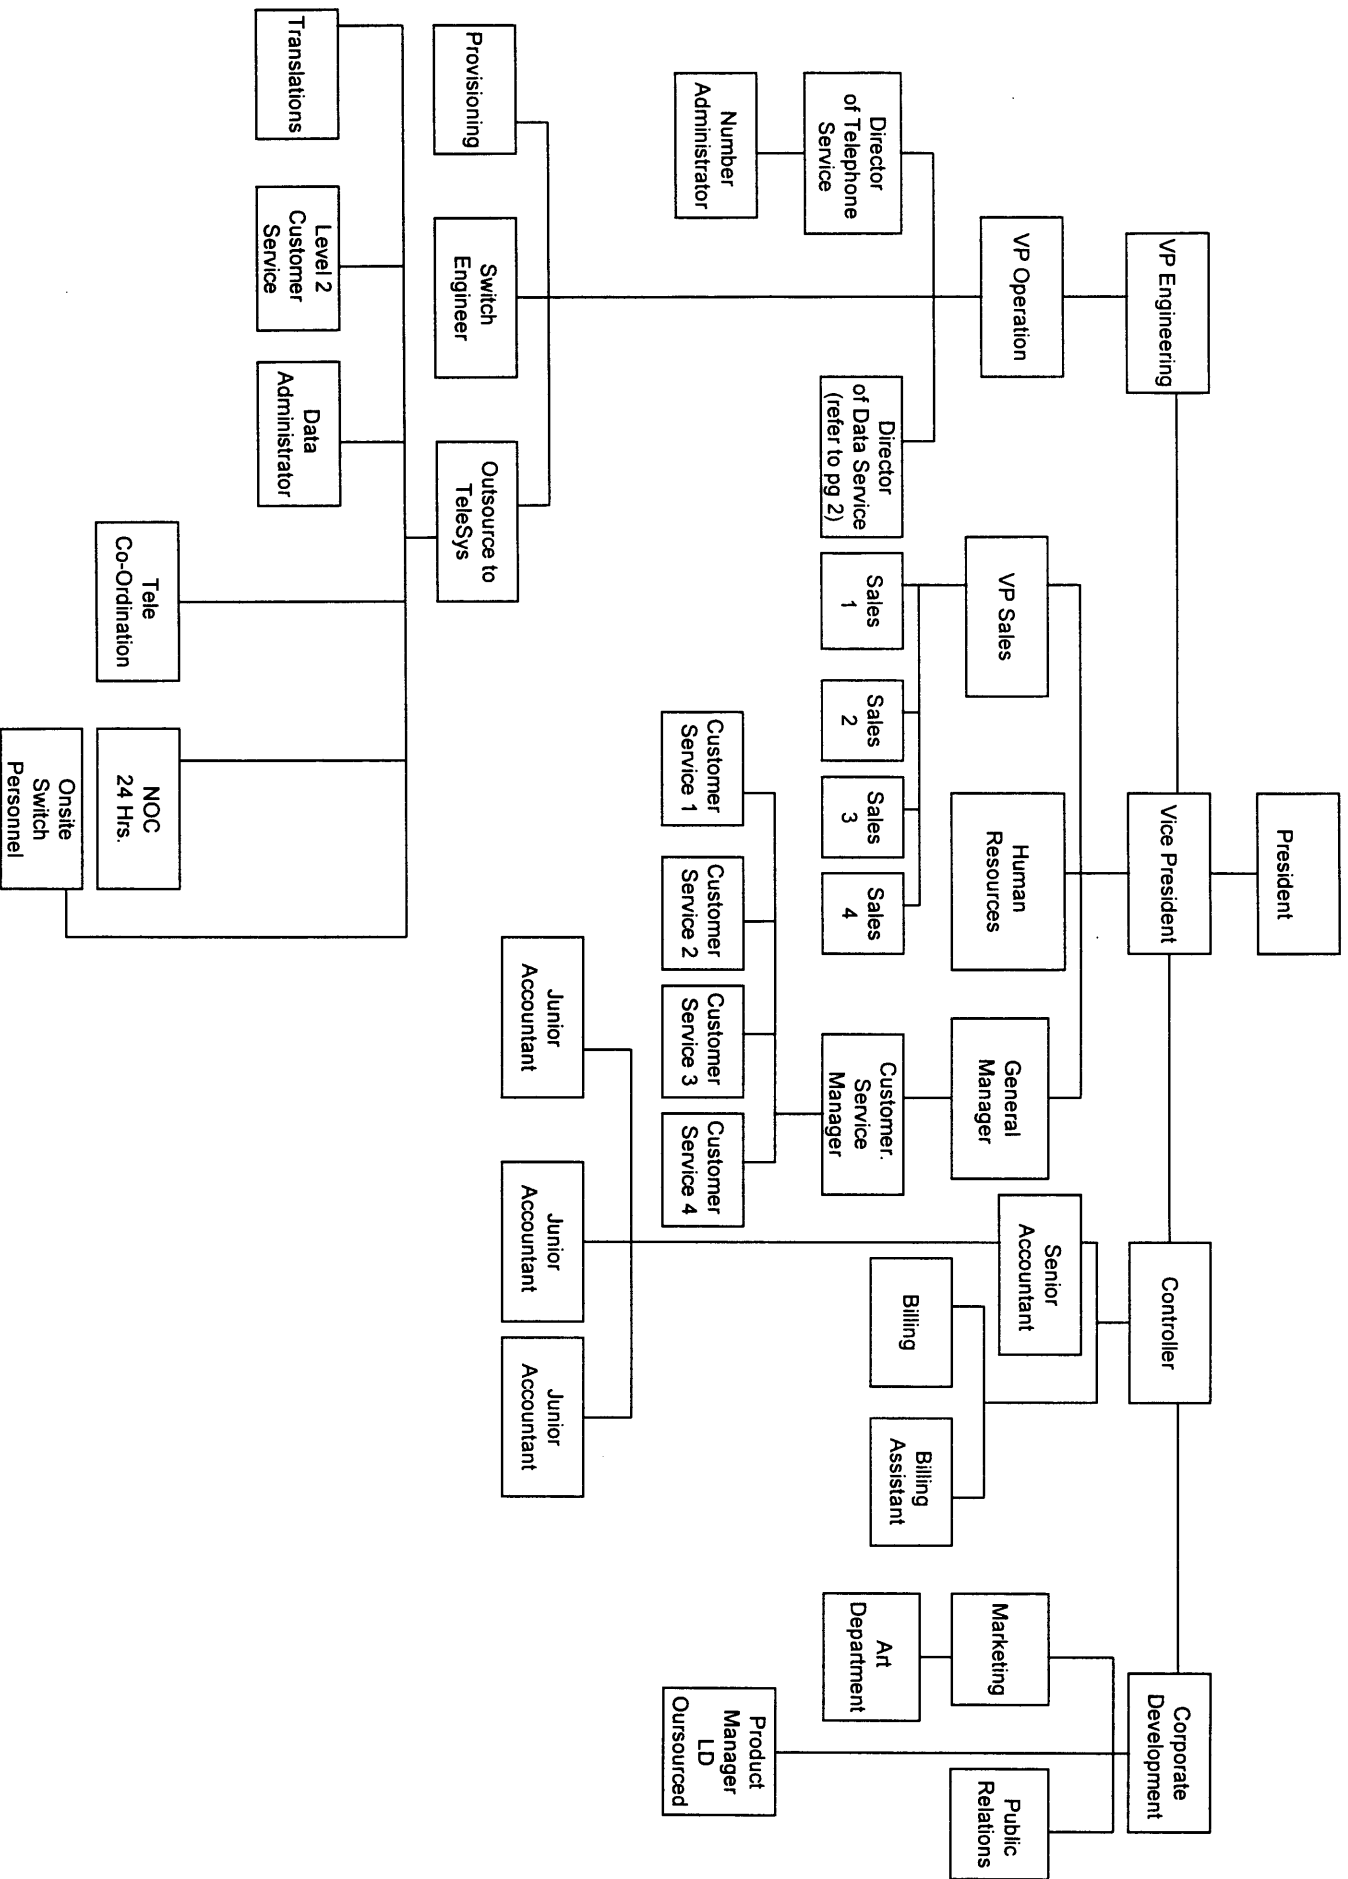 President
VP Engineering
Vice President
Controller
Corporate
Development
VP Operation
VP Sales
Human
Resources
General
Manager
Senior
Accountant
Marketing
Public
Relations
Director
of Telephone
Service
Director
of Data Service
(refer to pg 2)
Sales
1
Sales
2
Sales
3
Sales
4
Customer.
Service
Manager
Billing
Billing
Assistant
Art
Department
Number
Administrator
Customer
Service 1
Customer
Service 2
Customer
Service 3
Customer
Service 4
Product
Manager
LD
Oursourced
Provisioning
Switch
Engineer
Outsource to
TeleSys
Junior
Accountant
Junior
Accountant
Junior
Accountant
Translations
Level 2
Customer
Service
Data
Administrator
Tele
Co-Ordination
NOC
24 Hrs.
Onsite
Switch
Personnel